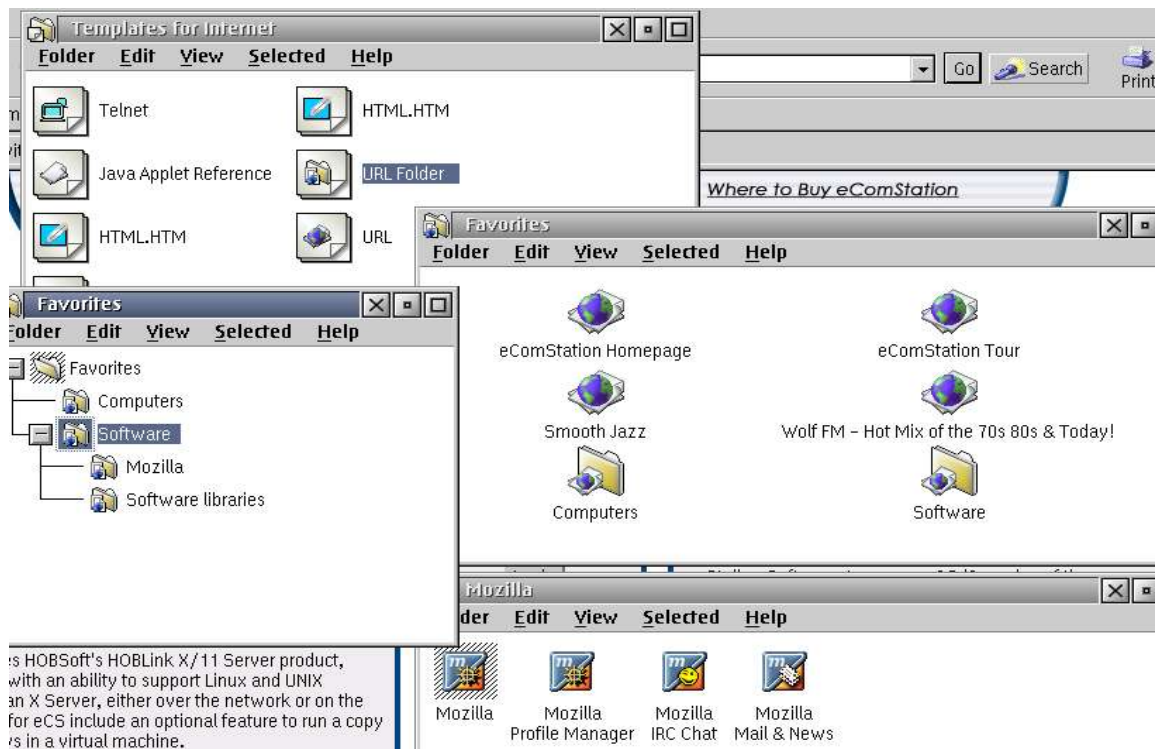 Templates for Internet
Folder Edit View Selected Help
Telnet
HTML.HTM
Java Applet Reference
URL Folder
HTML.HTM
URL
Go
Search
Print
Where to Buy eComStation
Favorites
Folder Edit View Selected Help
eComStation Homepage
eComStation Tour
Smooth Jazz
Wolf FM – Hot Mix of the 70s 80s & Today!
Computers
Software
Favorites
Folder Edit View Selected Help
Favorites
Computers
Software
Mozilla
Software libraries
Mozilla
der Edit View Selected Help
Mozilla
Mozilla
Profile Manager
Mozilla
IRC Chat
Mozilla
Mail & News
s HOBSoft's HOBLink X/11 Server product,
with an ability to support Linux and UNIX
an X Server, either over the network or on the
for eCS include an optional feature to run a copy
s in a virtual machine.